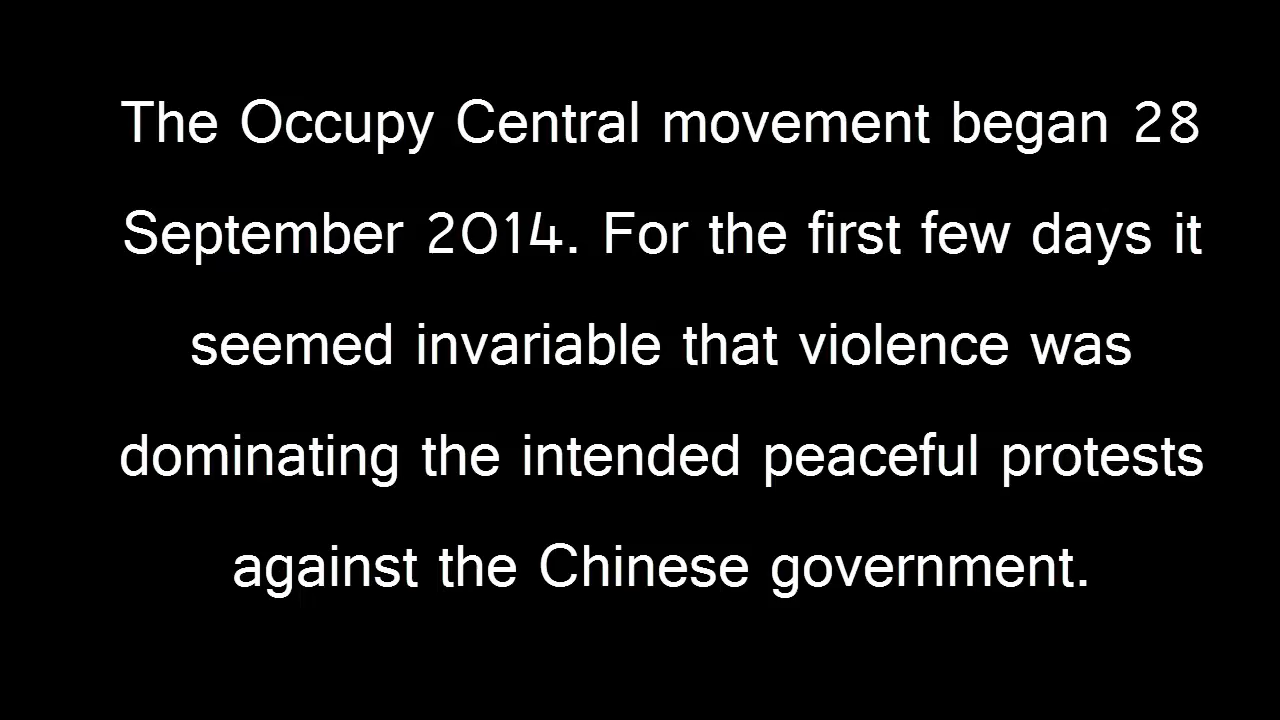 The Occupy Central movement began 28
September 2014. For the first few days it
seemed invariable that violence was
dominating the intended peaceful protests
against the Chinese government.